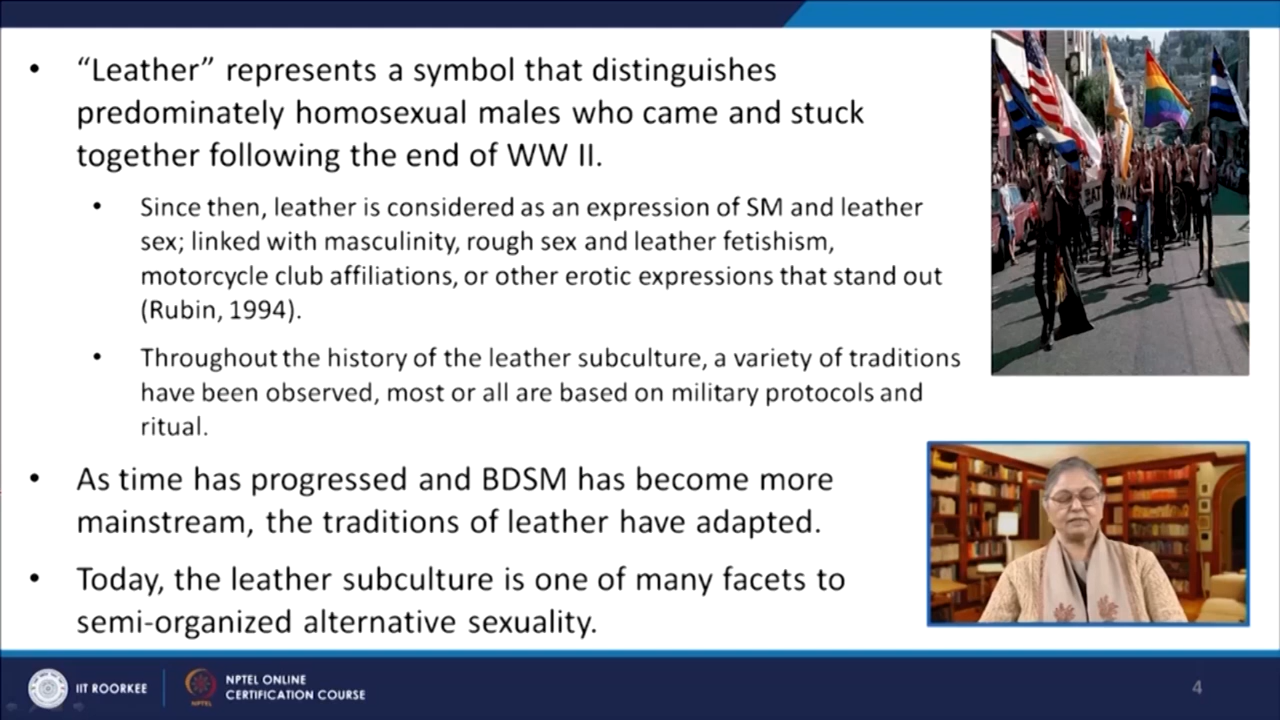 “Leather” represents a symbol that distinguishes
predominately homosexual males who came and stuck
together following the end of WW II.
Since then, leather is considered as an expression of SM and leather
sex; linked with masculinity, rough sex and leather fetishism,
motorcycle club affiliations, or other erotic expressions that stand out
(Rubin, 1994).
Throughout the history of the leather subculture, a variety of traditions
have been observed, most or all are based on military protocols and
ritual.
As time has progressed and BDSM has become more
mainstream, the traditions of leather have adapted.
Today, the leather subculture is one of many facets to
semi-organized alternative sexuality.
IIT ROORKEE
NPTEL
NPTEL ONLINE
CERTIFICATION COURSE
4